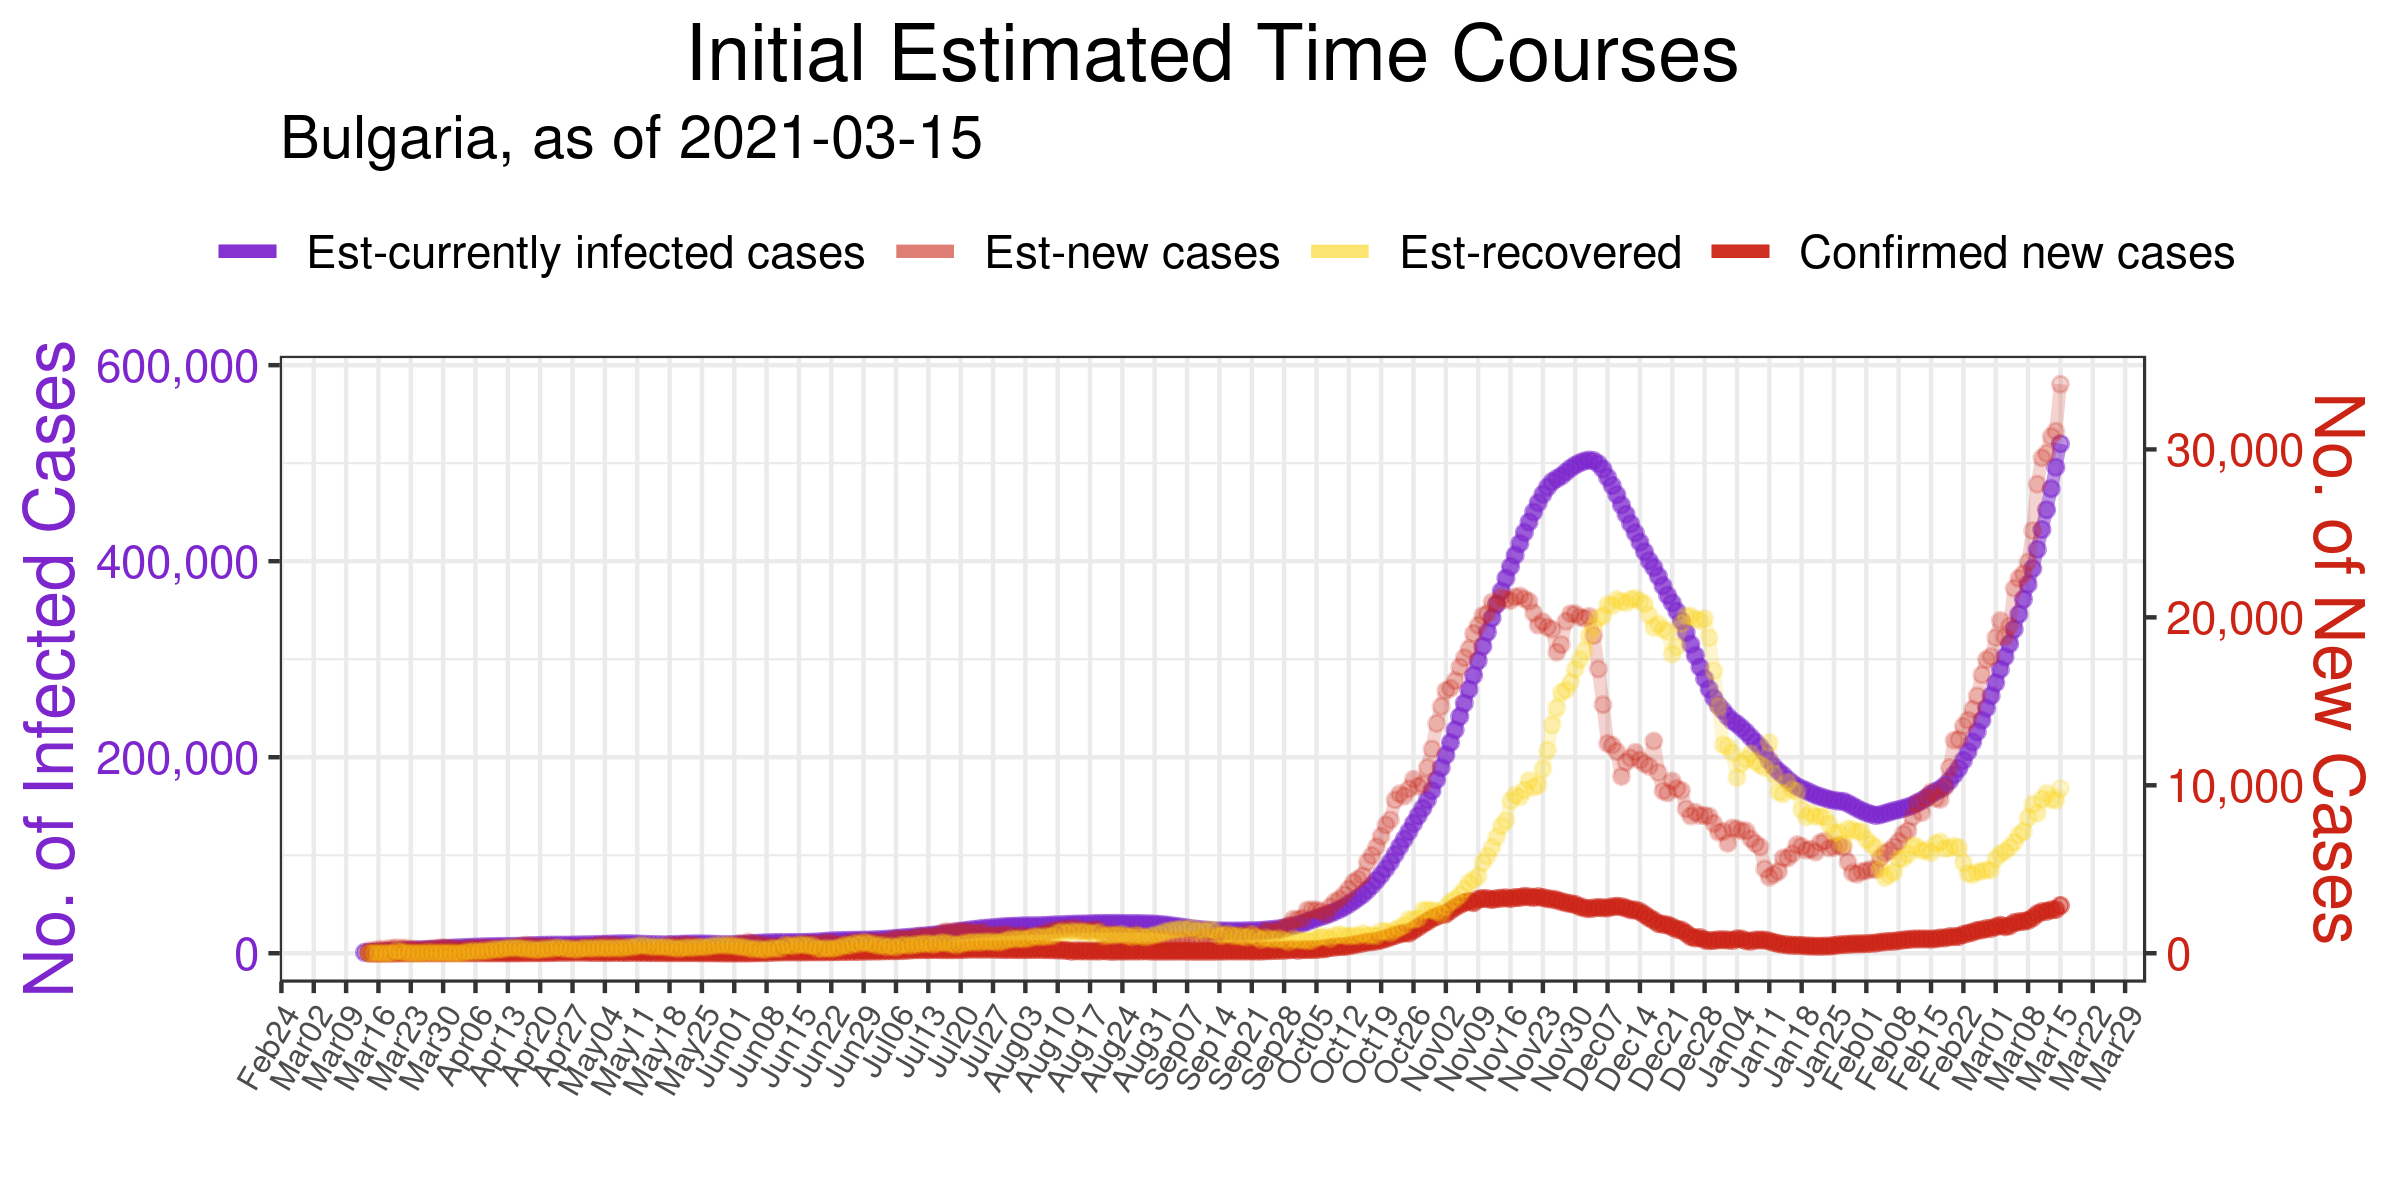 Initial Estimated Time Courses
Bulgaria, as of 2021-03-15
Est-currently infected cases Est-new cases Est-recovered Confirmed new cases
No. of Infected Cases
600,000
400,000
200,000
0
30,000
20,000
10,000
0
No. of New Cases
Feb24 Mar02 Mar09 Mar16 Mar23 Mar30 Apr06 Apr13 Apr20 Apr27 May04 May11 May18 May25 Jun01 Jun08 Jun15 Jun22 Jun29 Jul06 Jul13 Jul20 Jul27 Aug03 Aug10 Aug17 Aug24 Aug31 Sep07 Sep14 Sep21 Sep28 Oct05 Oct12 Oct19 Oct26 Nov02 Nov09 Nov16 Nov23 Nov30 Dec07 Dec14 Dec21 Dec28 Jan04 Jan11 Jan18 Jan25 Feb01 Feb08 Feb15 Feb22 Mar01 Mar08 Mar15 Mar22 Mar29